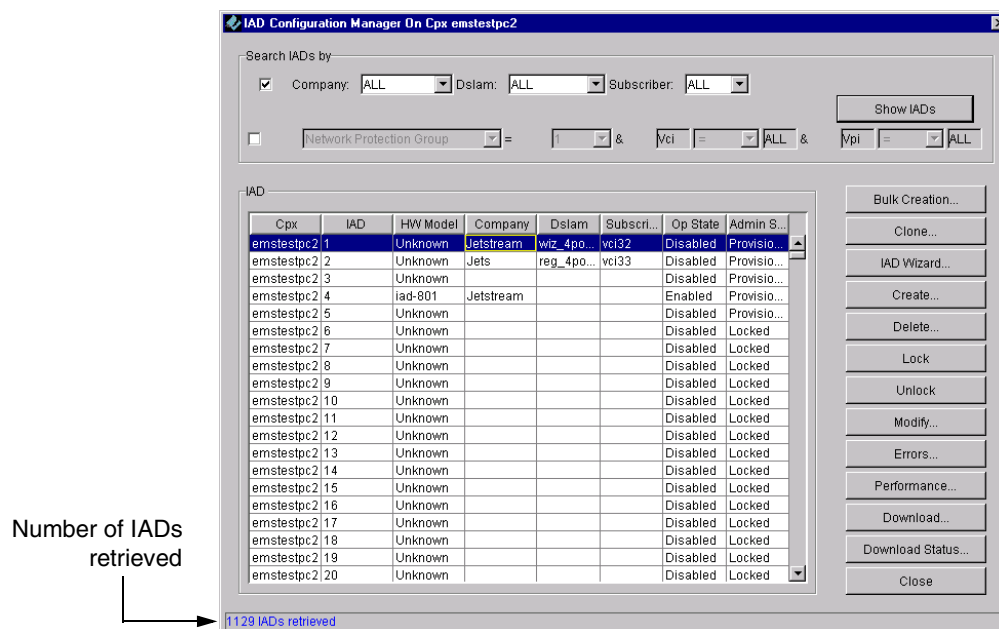 IAD Configuration Manager On Cpx emstestpc2
Search IADs by
Company: ALL Dslam: ALL Subscriber: ALL
Show IADs
Network Protection Group = 1 & Vci = ALL & Vpi = ALL
IAD
Cpx IAD HW Model Company Dslam Subscri... Op State Admin S...
emstestpc2 1 Unknown Jetstream wiz_4po... vci32 Disabled Provisio...
emstestpc2 2 Unknown Jets reg_4po... vci33 Disabled Provisio...
emstestpc2 3 Unknown Disabled Provisio...
emstestpc2 4 iad-801 Jetstream Enabled Provisio...
emstestpc2 5 Unknown Disabled Provisio...
emstestpc2 6 Unknown Disabled Locked
emstestpc2 7 Unknown Disabled Locked
emstestpc2 8 Unknown Disabled Locked
emstestpc2 9 Unknown Disabled Locked
emstestpc2 10 Unknown Disabled Locked
emstestpc2 11 Unknown Disabled Locked
emstestpc2 12 Unknown Disabled Locked
emstestpc2 13 Unknown Disabled Locked
emstestpc2 14 Unknown Disabled Locked
emstestpc2 15 Unknown Disabled Locked
emstestpc2 16 Unknown Disabled Locked
emstestpc2 17 Unknown Disabled Locked
emstestpc2 18 Unknown Disabled Locked
emstestpc2 19 Unknown Disabled Locked
emstestpc2 20 Unknown Disabled Locked
Bulk Creation...
Clone...
IAD Wizard...
Create...
Delete...
Lock
Unlock
Modify...
Errors...
Performance...
Download...
Download Status...
Close
Number of IADs
retrieved
1129 IADs retrieved